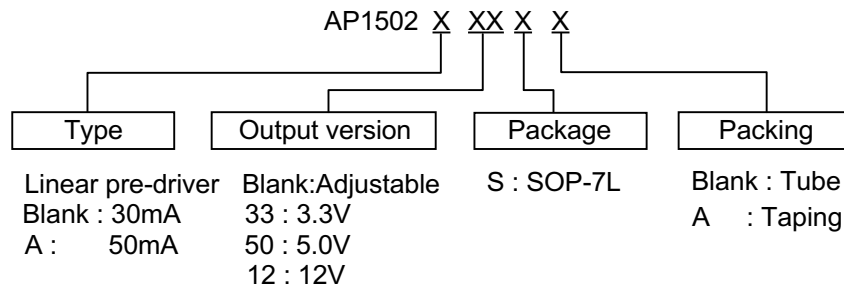 AP1502 X XX X X
Type
Output version
Package
Packing
Linear pre-driver
Blank : 30mA
A : 50mA
Blank:Adjustable
33 : 3.3V
50 : 5.0V
12 : 12V
S : SOP-7L
Blank : Tube
A : Taping